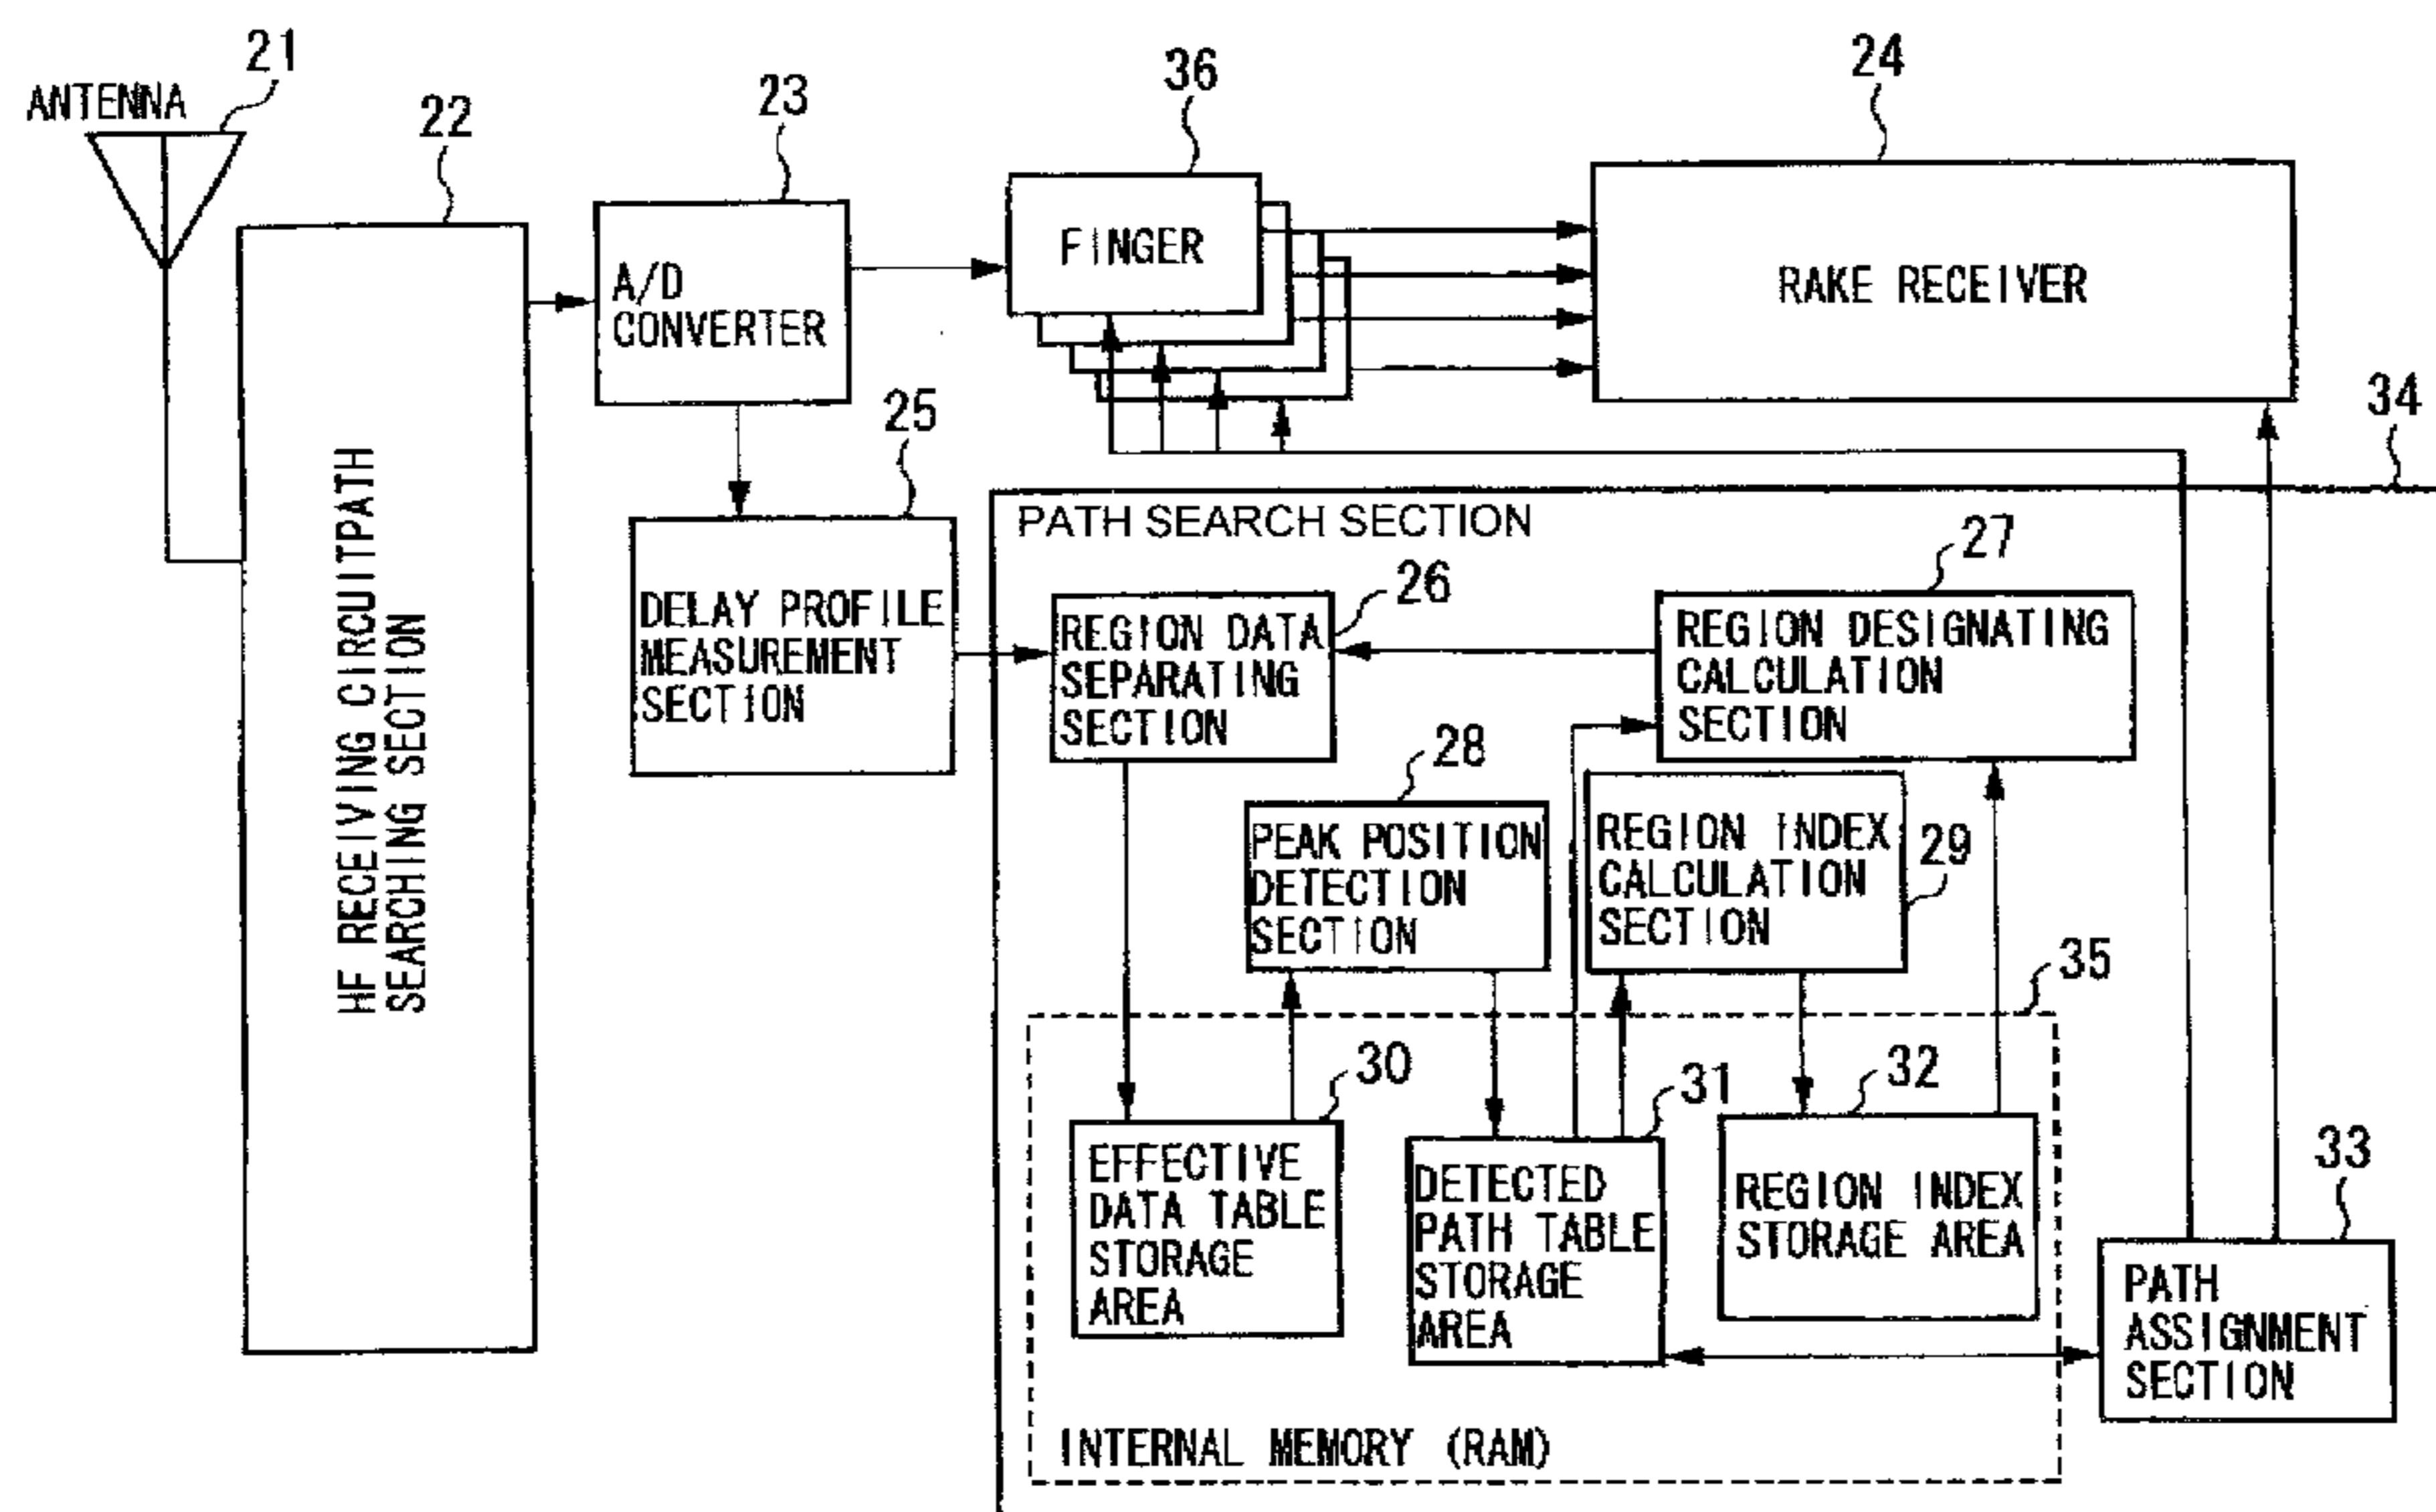 21
ANTENNA
22
23
36
24
A/D
CONVERTER
FINGER
RAKE RECEIVER
34
25
HF RECEIVING CIRCUITPATH
SEARCHING SECTION
DELAY PROFILE
MEASUREMENT
SECTION
PATH SEARCH SECTION
26
27
REGION DATA
SEPARATING
SECTION
REGION DESIGNATING
CALCULATION
SECTION
28
PEAK POSITION
DETECTION
SECTION
REGION INDEX
CALCULATION
SECTION
29
35
30
31
32
33
EFFECTIVE
DATA TABLE
STORAGE
AREA
DETECTED
PATH TABLE
STORAGE
AREA
REGION INDEX
STORAGE AREA
PATH
ASSIGNMENT
SECTION
INTERNAL MEMORY (RAM)